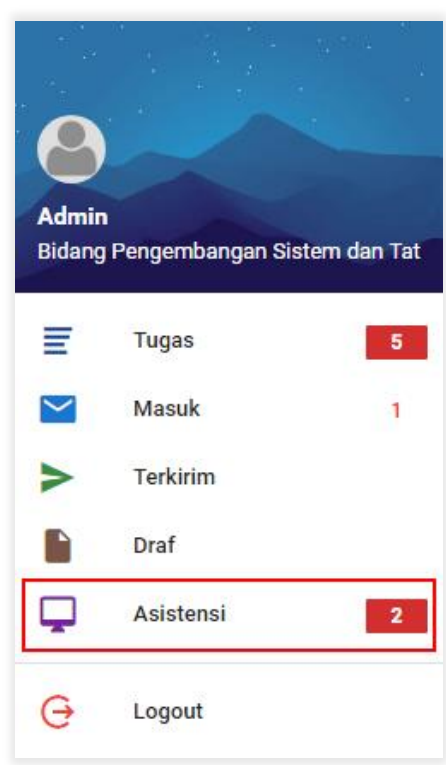 Admin
Bidang Pengembangan Sistem dan Tat
Tugas 5
Masuk 1
Terkirim
Draf
Asistensi 2
Logout